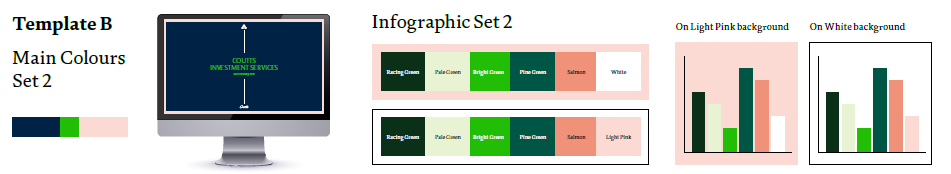 Template B
Main Colours
Set 2
COUTTS
INVESTMENT SERVICES
Coutts
Infographic Set 2
Racing Green
Pale Green
Bright Green
Pine Green
Salmon
White
Racing Green
Pale Green
Bright Green
Pine Green
Salmon
Light Pink
On Light Pink background
On White background